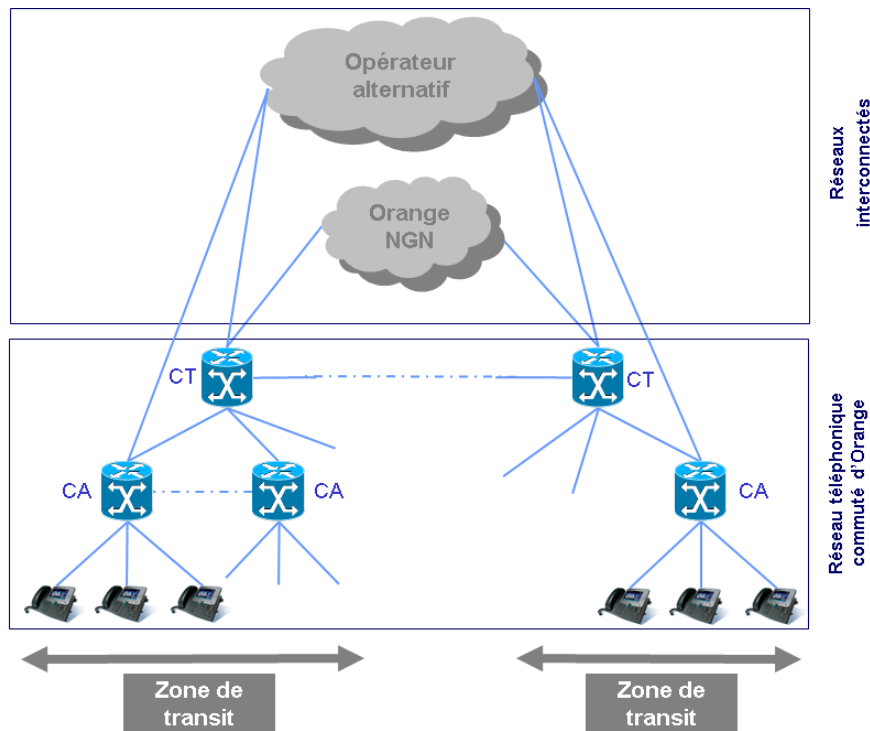 Opérateur
alternatif
Réseaux
interconnectés
Orange
NGN
CT
CT
CA
CA
CA
Réseau téléphonique
commuté d'Orange
Zone de
transit
Zone de
transit